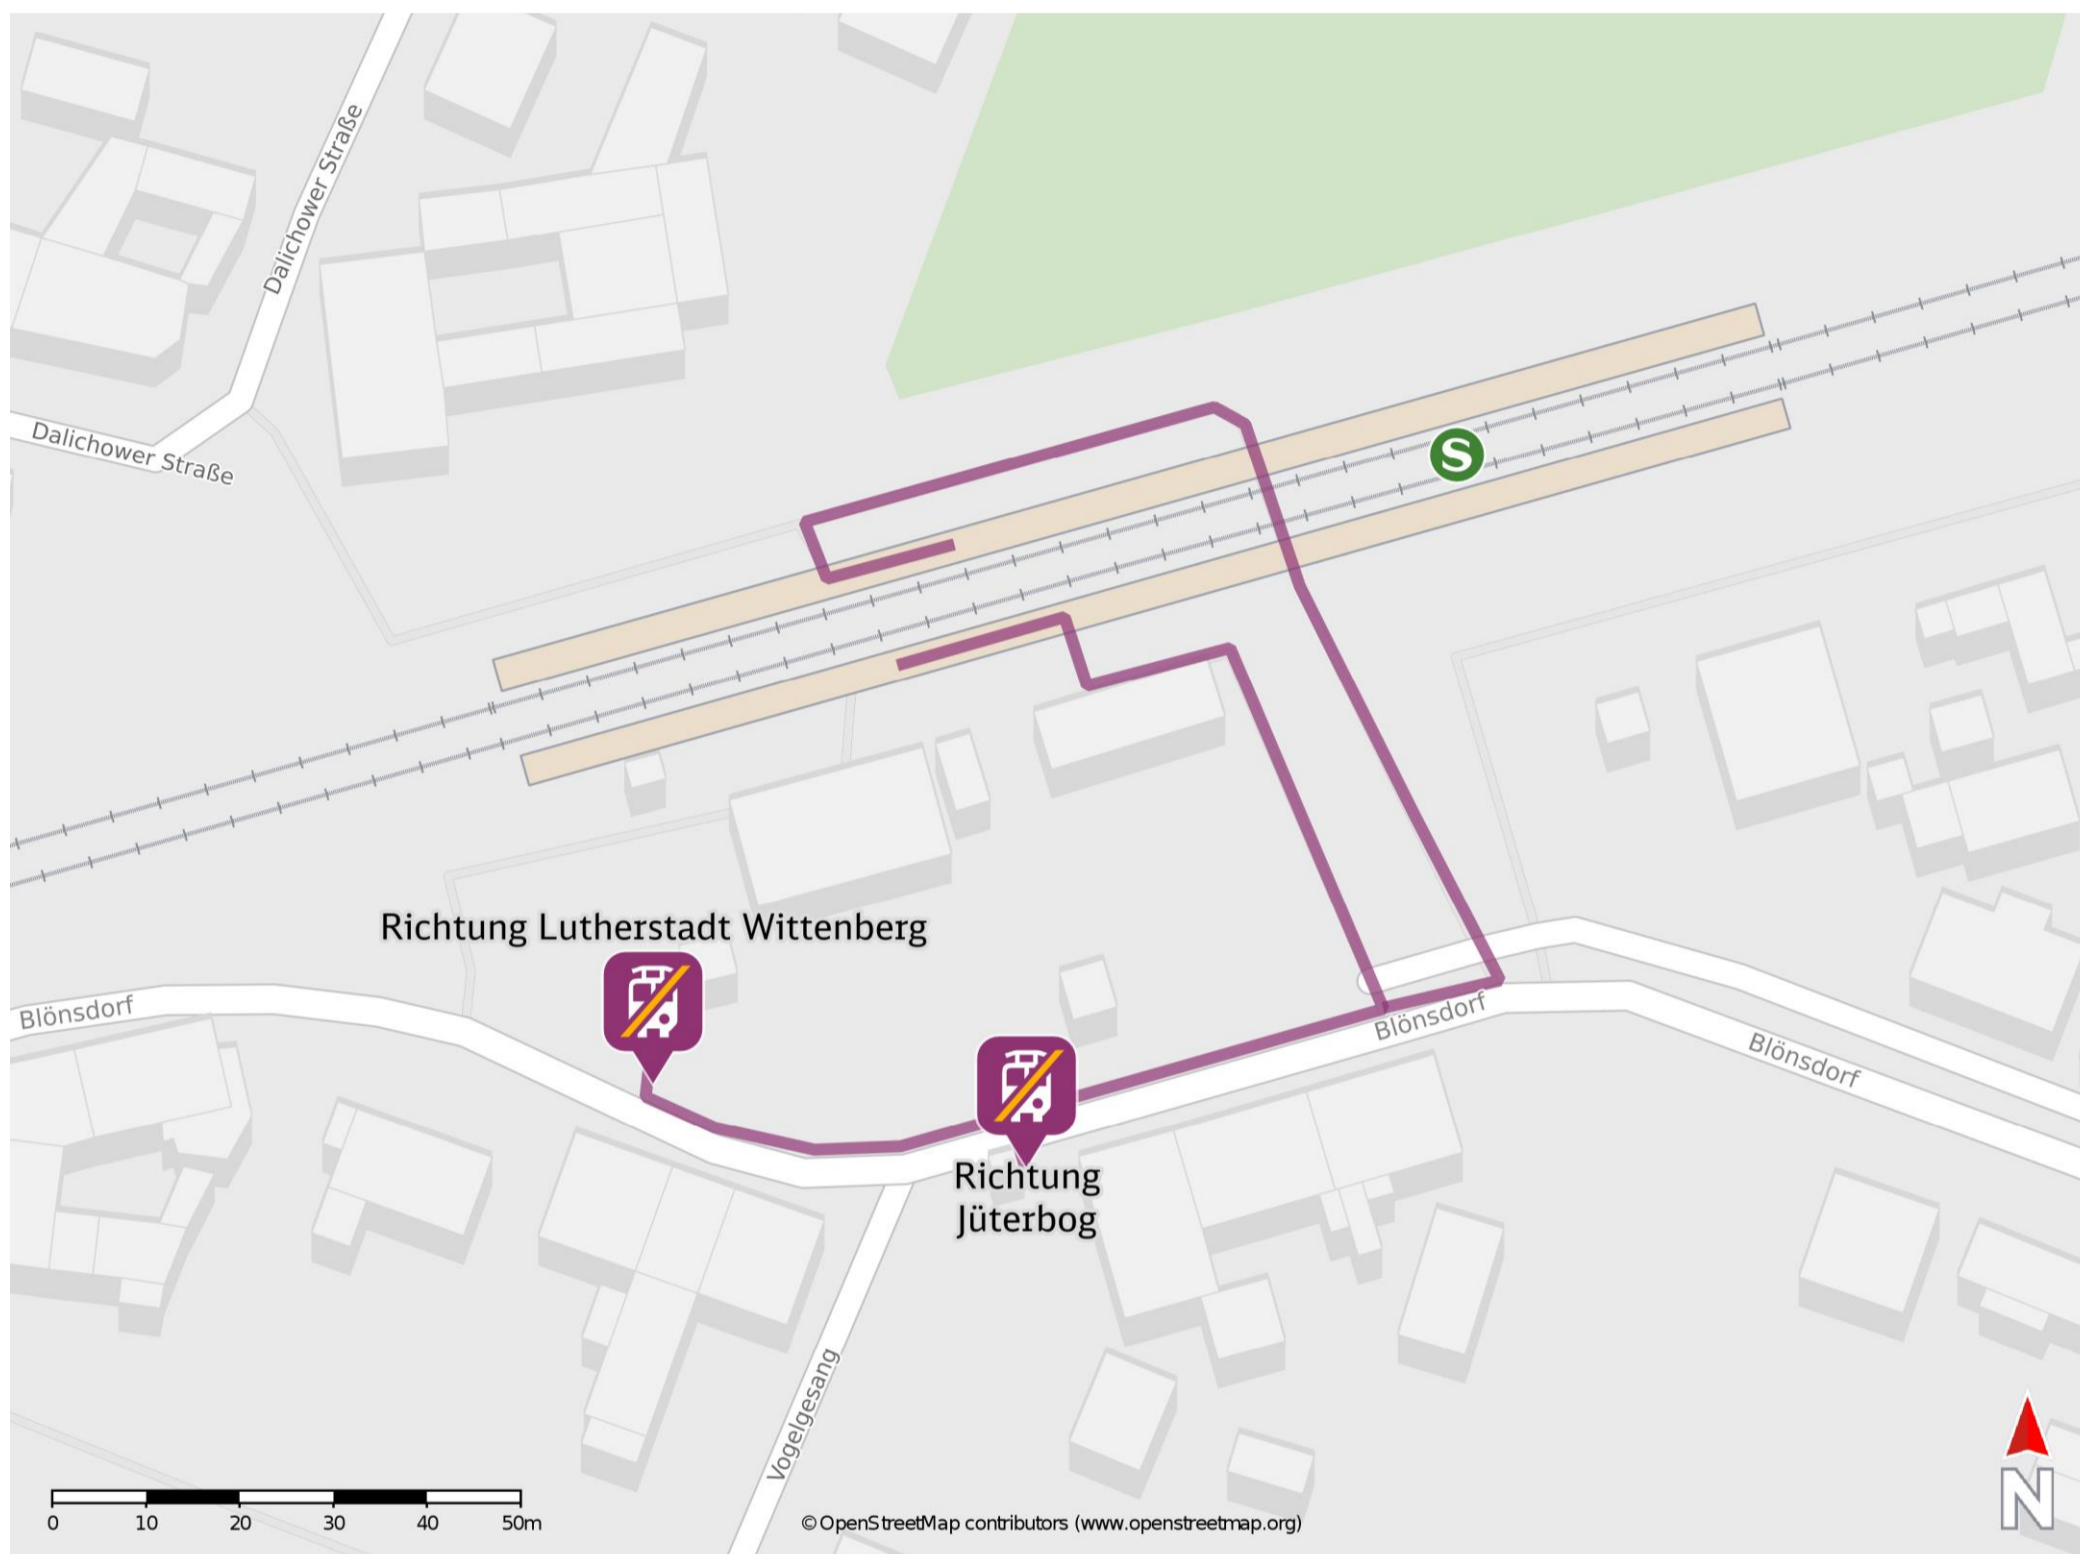 Dalichower Straße
Dalichower Straße
S
Richtung Lutherstadt Wittenberg
Blönsdorf
Blönsdorf
Blönsdorf
Richtung
Jüterbog
Vogelgesang
0 10 20 30 40 50m
© OpenStreetMap contributors (www.openstreetmap.org)
N